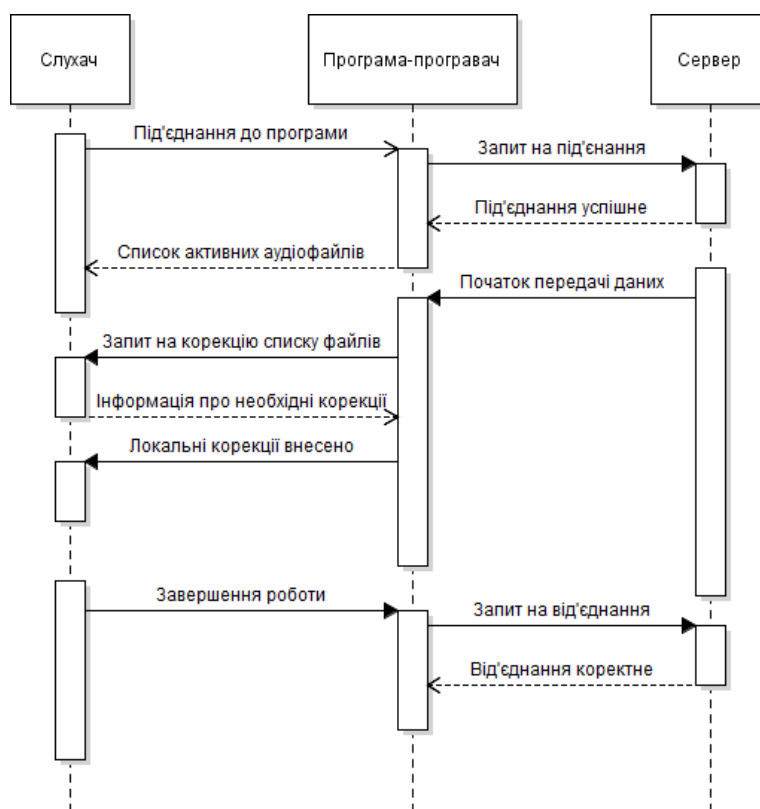 Слухач
Програма-програвач
Сервер
Під'єднання до програми
Запит на під'єнання
Під'єднання успішне
Список активних аудіофайлів
Початок передачі даних
Запит на корекцію списку файлів
Інформація про необхідні корекції
Локальні корекції внесено
Завершення роботи
Запит на від'єднання
Від'єднання коректне